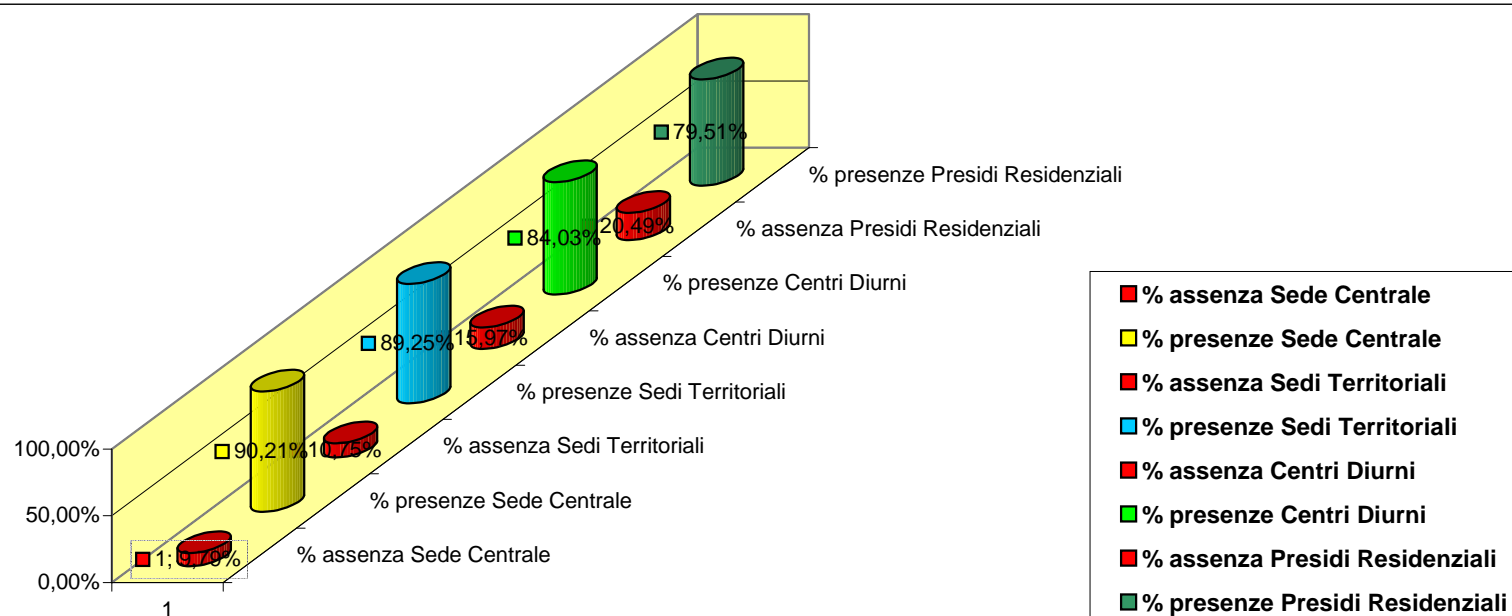 79,51%
% presenze Presidi Residenziali
20,49%
% assenza Presidi Residenziali
84,03%
% presenze Centri Diurni
15,97%
% assenza Centri Diurni
89,25%
% presenze Sedi Territoriali
10,75%
% assenza Sedi Territoriali
90,21%
% presenze Sede Centrale
1; 9,79%
% assenza Sede Centrale
100,00%
50,00%
0,00%
1
% assenza Sede Centrale
% presenze Sede Centrale
% assenza Sedi Territoriali
% presenze Sedi Territoriali
% assenza Centri Diurni
% presenze Centri Diurni
% assenza Presidi Residenziali
% presenze Presidi Residenziali